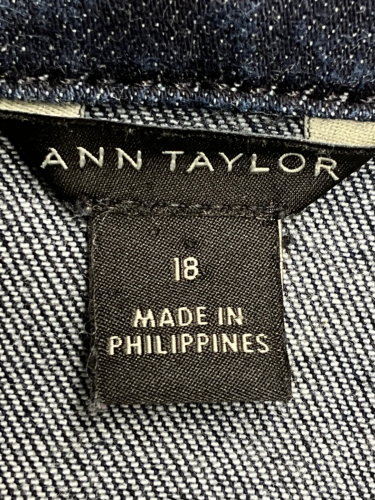 ANN TAYLOR
18
MADE IN
PHILIPPINES